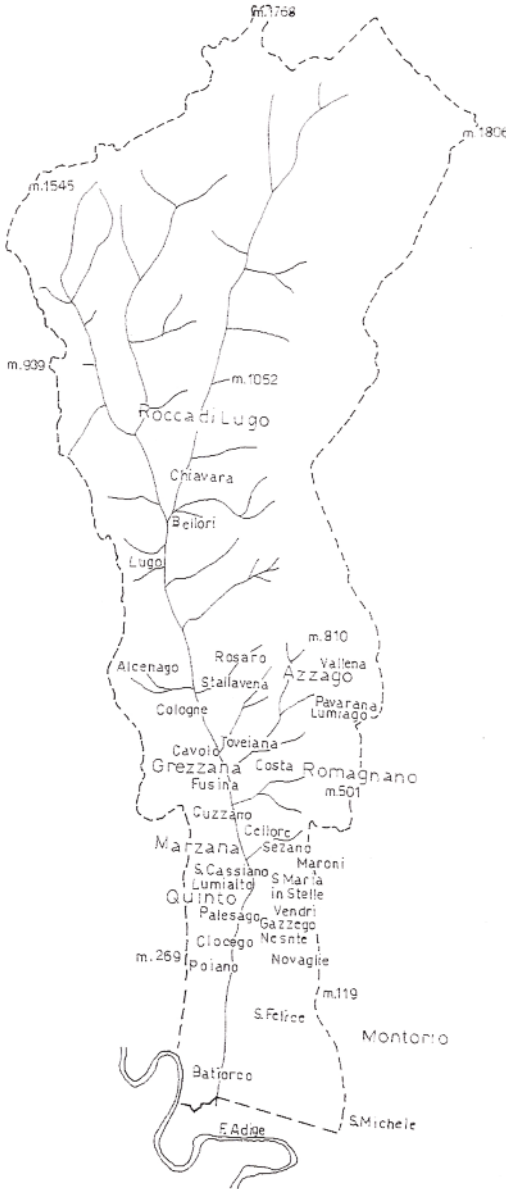 m.1768
m.1806
m.1545
m.939
m.1052
Rocca di Lugo
Chiavara
Bellori
Lugo
m.810
Rosaro
Vallena
Alcenago
Azzago
Stallavena
Pavarana
Cologne
Lumiago
Toveiana
Cavolo
Grezzana
Costa
Romagnano
Fusina
m.501
Cuzzano
Cellore
Marzana
Sezano
Maroni
S.Cassiano
S.Maria
Lumialto
in Stelle
Quinto
Vendri
Palesago
Gazzego
Clocego
Nesnte
m.269
Novaglie
Poiano
m.119
S.Felice
Montorio
Batiorco
S.Michele
F.Adige